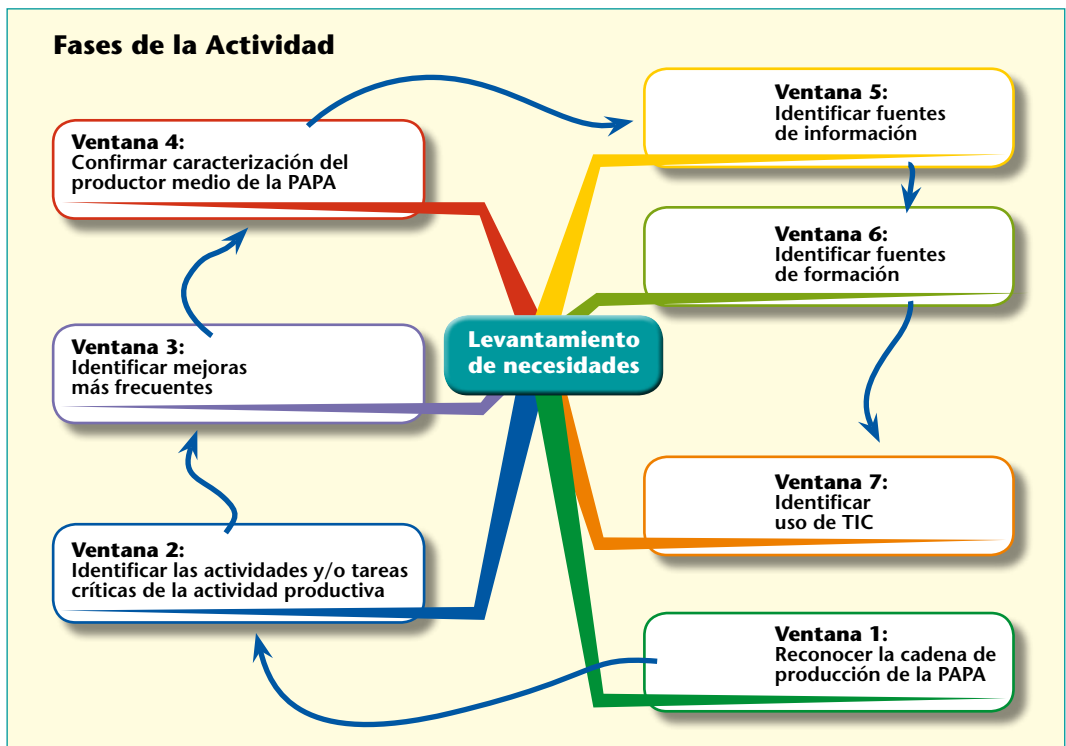 Fases de la Actividad
Ventana 4:
Confirmar caracterización del
productor medio de la PAPA
Ventana 5:
Identificar fuentes
de información
Ventana 6:
Identificar fuentes
de formación
Ventana 3:
Identificar mejoras
más frecuentes
Levantamiento
de necesidades
Ventana 7:
Identificar
uso de TIC
Ventana 2:
Identificar las actividades y/o tareas
críticas de la actividad productiva
Ventana 1:
Reconocer la cadena de
producción de la PAPA